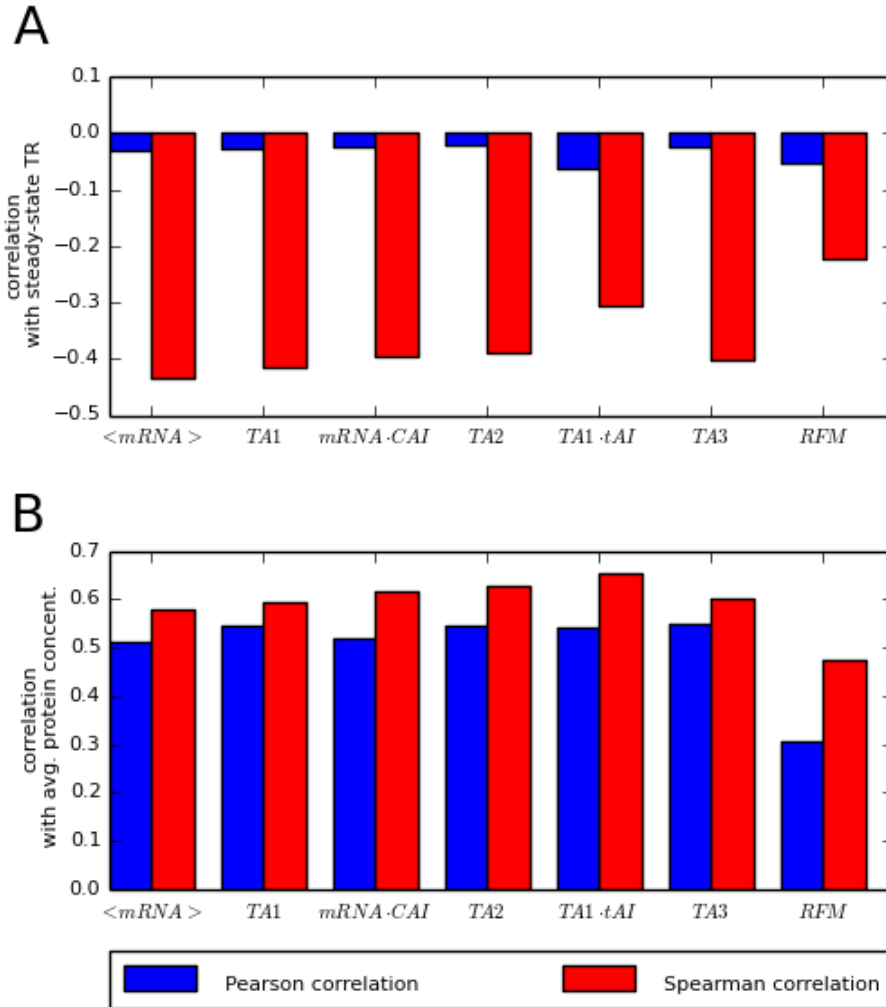 A
0.1
0.0
−0.1
−0.2
−0.3
−0.4
−0.5
correlation
with steady-state TR
<mRNA> TA1 mRNA·CAI TA2 TA1·tAI TA3 RFM
B
0.7
0.6
0.5
0.4
0.3
0.2
0.1
0.0
correlation
with avg. protein concent.
<mRNA> TA1 mRNA·CAI TA2 TA1·tAI TA3 RFM
Pearson correlation Spearman correlation